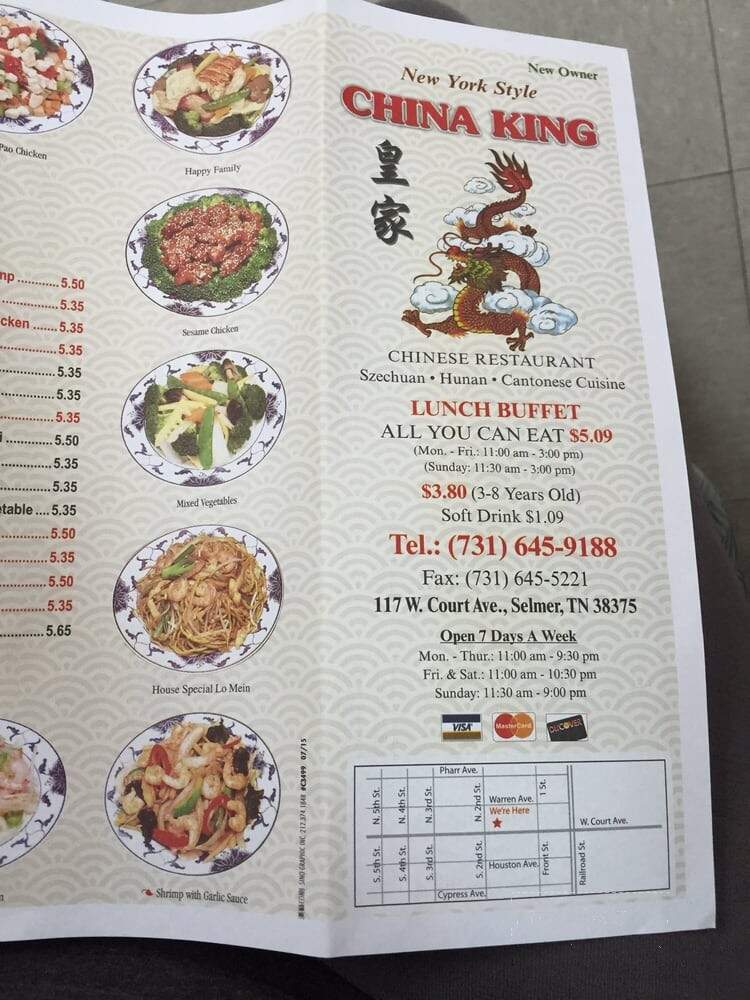 Pao Chicken
Happy Family
Sesame Chicken
Mixed Vegetables
House Special Lo Mein
Shrimp with Garlic Sauce
............ 5.50
5.35
cken ....... 5.35
5.35
5.35
5.35
5.35
5.50
5.35
5.35
etable .... 5.35
5.50
5.35
5.50
5.35
5.65
SINO GRAPHIC INC. 212.374.1848 #C3499 07/15
New Owner
New York Style
CHINA KING
皇家
CHINESE RESTAURANT
Szechuan • Hunan • Cantonese Cuisine
LUNCH BUFFET
ALL YOU CAN EAT $5.09
(Mon. - Fri.: 11:00 am - 3:00 pm)
(Sunday: 11:30 am - 3:00 pm)
$3.80 (3-8 Years Old)
Soft Drink $1.09
Tel.: (731) 645-9188
Fax: (731) 645-5221
117 W. Court Ave., Selmer, TN 38375
Open 7 Days A Week
Mon. - Thur.: 11:00 am - 9:30 pm
Fri. & Sat.: 11:00 am - 10:30 pm
Sunday: 11:30 am - 9:00 pm
VISA
MasterCard
DISCOVER
Pharr Ave.
N. 5th St.
N. 4th St.
N. 3rd St.
N. 2nd St.
Warren Ave.
1 St.
We're Here
W. Court Ave.
S. 5th St.
S. 4th St.
S. 3rd St.
S. 2nd St.
Houston Ave.
Front St.
Railroad St.
Cypress Ave.